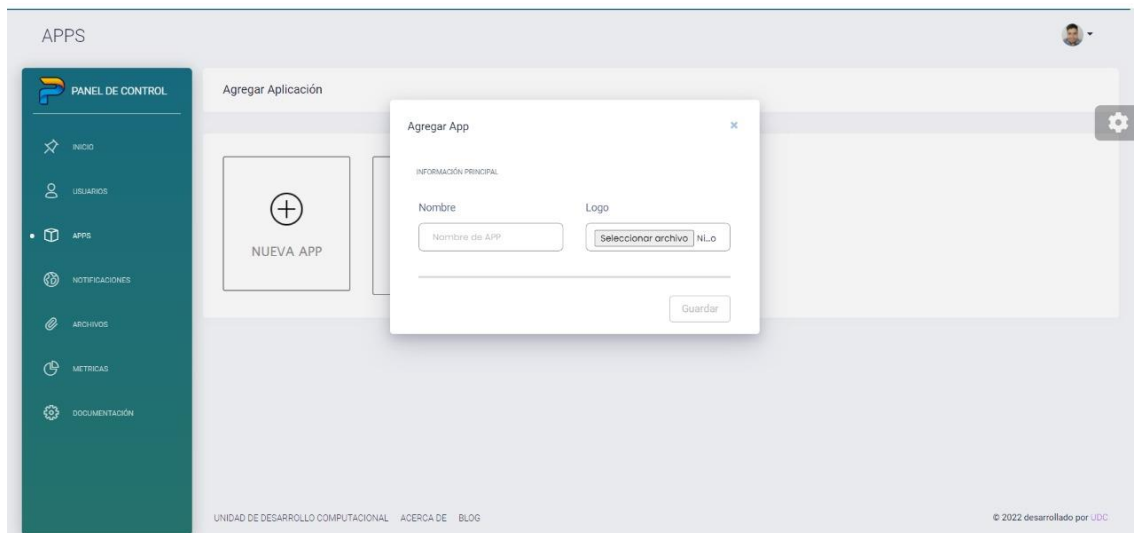 APPS
PANEL DE CONTROL
INICIO
USUARIOS
APPS
NOTIFICACIONES
ARCHIVOS
METRICAS
DOCUMENTACIÓN
Agregar Aplicación
NUEVA APP
Agregar App ×
INFORMACIÓN PRINCIPAL
Nombre Logo
Nombre de APP Seleccionar archivo Ni...o
Guardar
UNIDAD DE DESARROLLO COMPUTACIONAL ACERCA DE BLOG © 2022 desarrollado por UDC